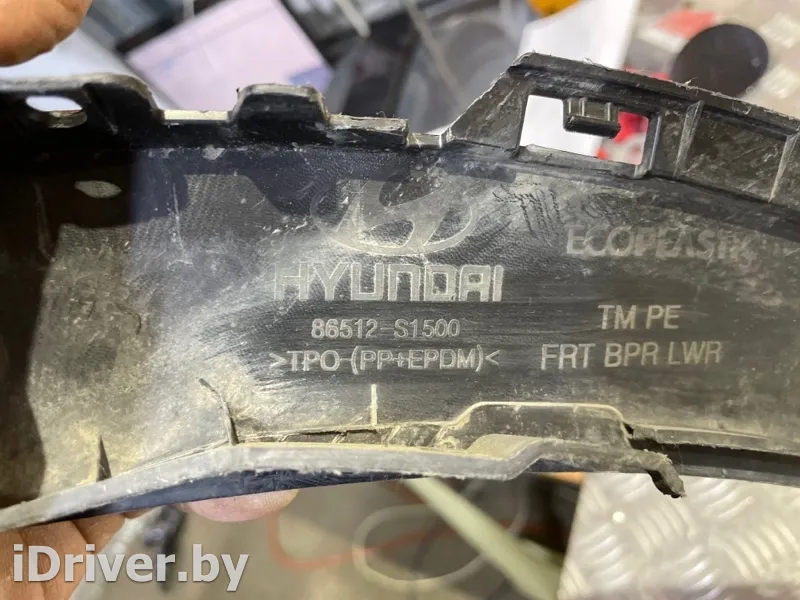 ECOPLASTIC
HYUNDAI
86512-S1500
>TPO (PP+EPDM)<
TM PE
FRT BPR LWR
iDriver.by